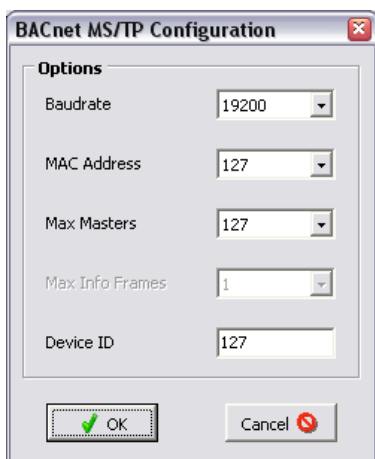 BACnet MS/TP Configuration
Options
Baudrate 19200
MAC Address 127
Max Masters 127
Max Info Frames 1
Device ID 127
OK Cancel